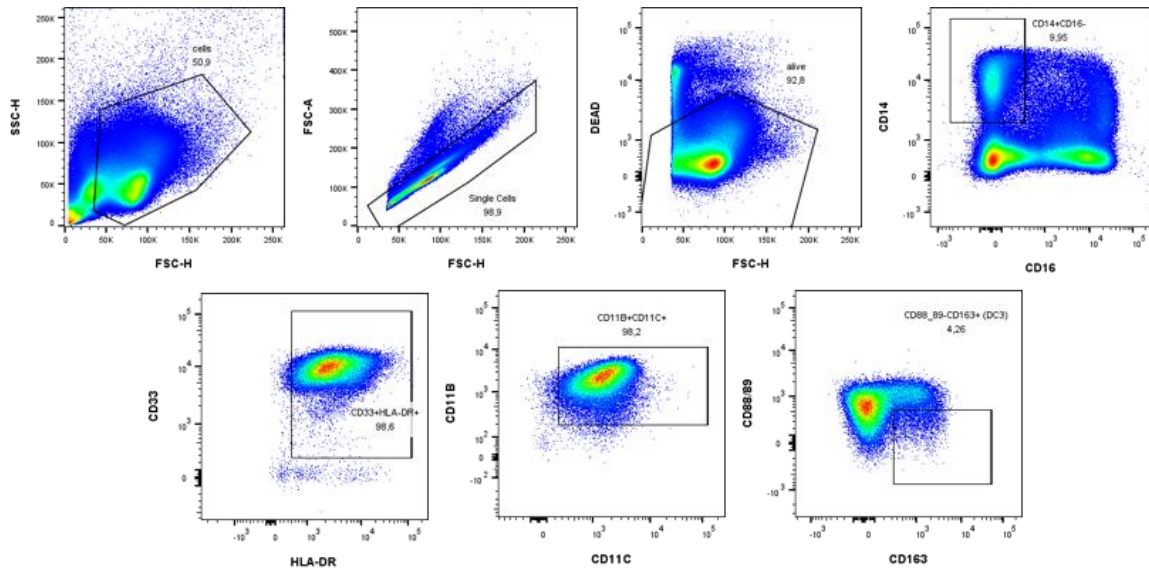 250K
200K
150K
100K
50K
0
SSC-H
cells
50,9
0 50K 100K 150K 200K 250K
FSC-H
600K
500K
400K
300K
200K
100K
0
FSC-A
Single Cells
98,9
50K 100K 150K 200K 250K
FSC-H
10^5
10^4
10^3
0
-10^3
DEAD
alive
92,8
0 50K 100K 150K 200K 250K
FSC-H
10^5
10^4
10^3
0
-10^3
CD14
CD14+CD16-
9,95
-10^3 0 10^3 10^4 10^5
CD16
10^5
10^4
10^3
0
CD33
CD33+HLA-DR+
98,6
-10^3 0 10^3 10^4 10^5
HLA-DR
10^5
10^4
10^3
10^2
0
-10^2
CD11B
CD11B+CD11C+
98,2
0 10^3 10^4 10^5
CD11C
10^5
10^4
10^3
0
-10^3
CD88/89
CD88_89-CD163+ (DC3)
4,26
-10^3 0 10^3 10^4 10^5
CD163